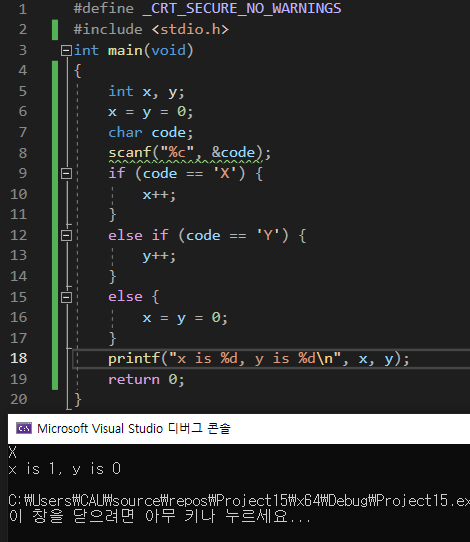 1 #define _CRT_SECURE_NO_WARNINGS
2 #include <stdio.h>
3 int main(void)
4 {
5 int x, y;
6 x = y = 0;
7 char code;
8 scanf("%c", &code);
9 if (code == 'X') {
10 x++;
11 }
12 else if (code == 'Y') {
13 y++;
14 }
15 else {
16 x = y = 0;
17 }
18 printf("x is %d, y is %d\n", x, y);
19 return 0;
20 }
Microsoft Visual Studio 디버그 콘솔
X
x is 1, y is 0
C:₩Users₩CAU₩source₩repos₩Project15₩x64₩Debug₩Project15.ex
이 창을 닫으려면 아무 키나 누르세요...